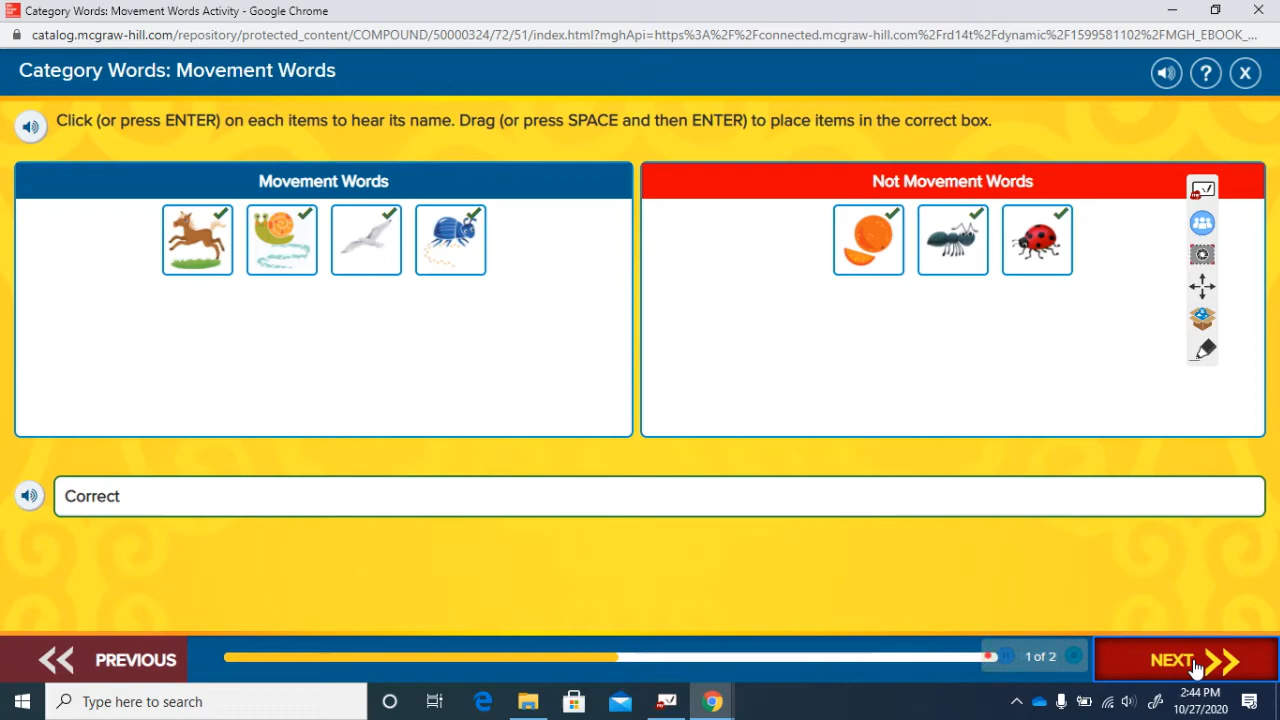 Category Words: Movement Words Activity - Google Chrome
catalog.mcgraw-hill.com/repository/protected_content/COMPOUND/50000324/72/51/index.html?mghApi=https%3A%2F%2Fconnected.mcgraw-hill.com%2Frd14t%2Fdynamic%2F1599581102%2FMGH_EBOOK_...
Category Words: Movement Words
?
X
Click (or press ENTER) on each items to hear its name. Drag (or press SPACE and then ENTER) to place items in the correct box.
Movement Words
Not Movement Words
Correct
PREVIOUS
1 of 2
NEXT
Type here to search
2:44 PM
10/27/2020